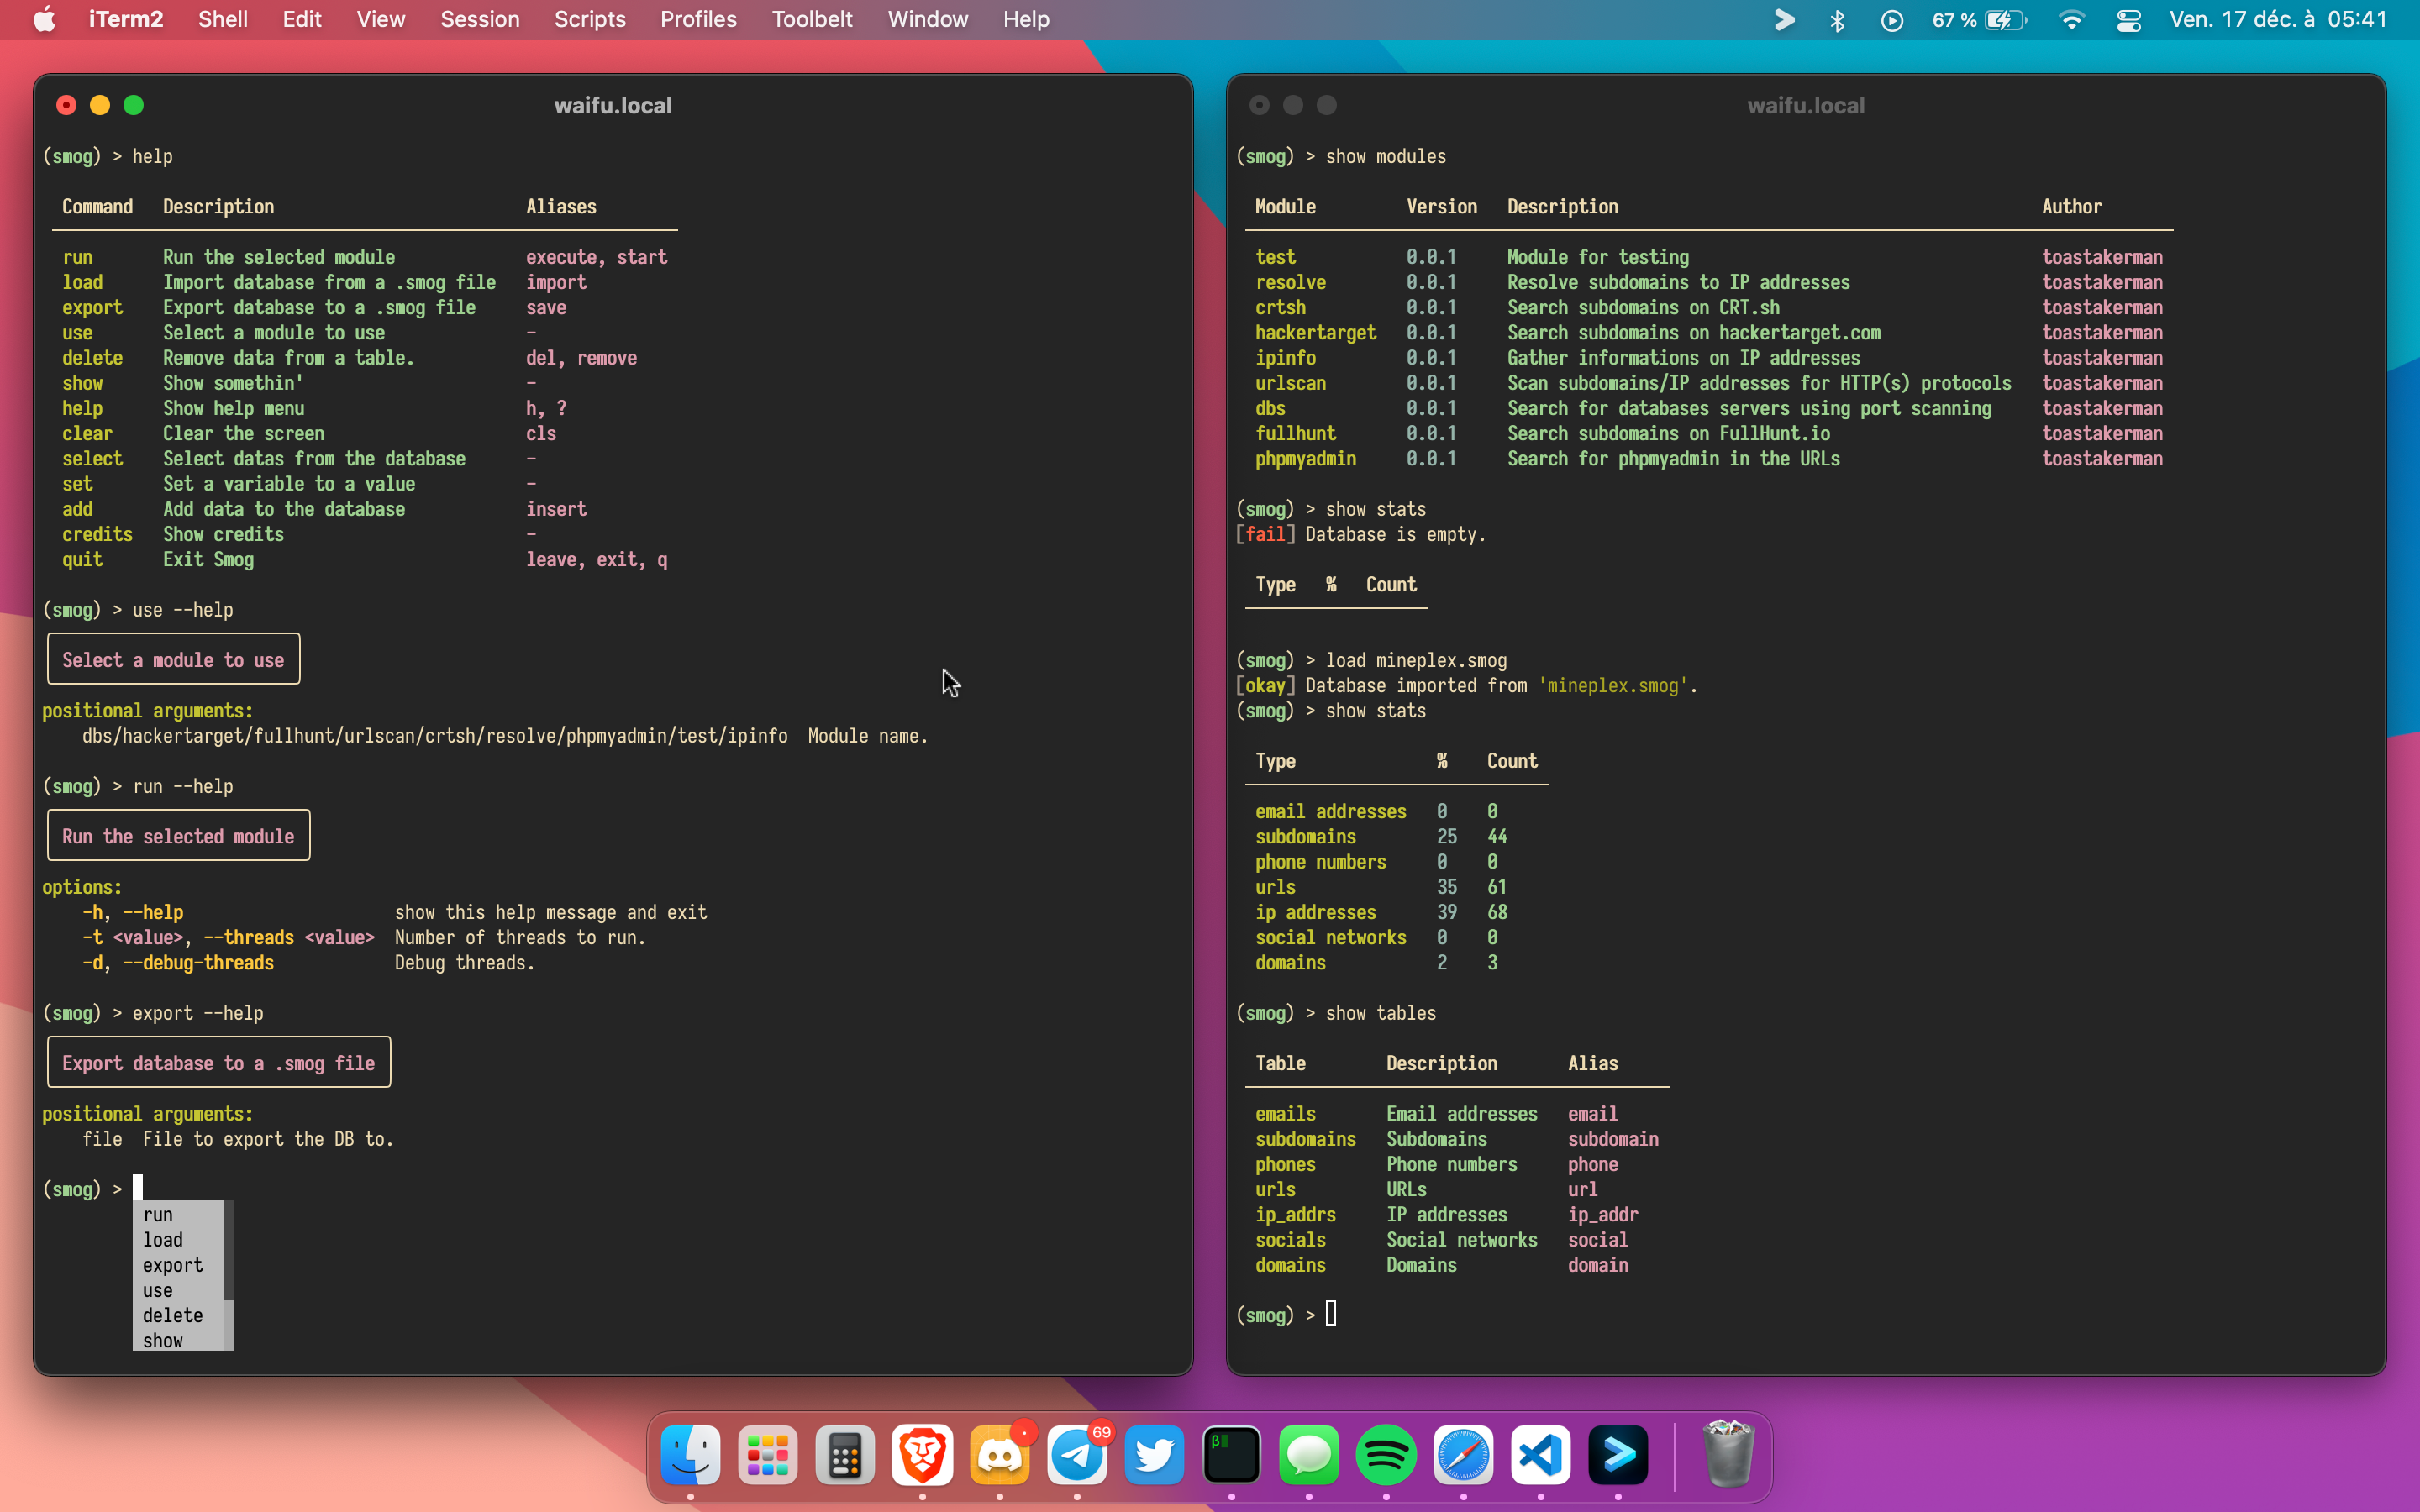 iTerm2 Shell Edit View Session Scripts Profiles Toolbelt Window Help 67 % Ven. 17 déc. à 05:41
waifu.local
(smog) > help
Command Description Aliases
run Run the selected module execute, start
load Import database from a .smog file import
export Export database to a .smog file save
use Select a module to use -
delete Remove data from a table. del, remove
show Show somethin' -
help Show help menu h, ?
clear Clear the screen cls
select Select datas from the database -
set Set a variable to a value -
add Add data to the database insert
credits Show credits -
quit Exit Smog leave, exit, q
(smog) > use --help
Select a module to use
positional arguments:
dbs/hackertarget/fullhunt/urlscan/crtsh/resolve/phpmyadmin/test/ipinfo Module name.
(smog) > run --help
Run the selected module
options:
-h, --help show this help message and exit
-t <value>, --threads <value> Number of threads to run.
-d, --debug-threads Debug threads.
(smog) > export --help
Export database to a .smog file
positional arguments:
file File to export the DB to.
(smog) >
run
load
export
use
delete
show
waifu.local
(smog) > show modules
Module Version Description Author
test 0.0.1 Module for testing toastakerman
resolve 0.0.1 Resolve subdomains to IP addresses toastakerman
crtsh 0.0.1 Search subdomains on CRT.sh toastakerman
hackertarget 0.0.1 Search subdomains on hackertarget.com toastakerman
ipinfo 0.0.1 Gather informations on IP addresses toastakerman
urlscan 0.0.1 Scan subdomains/IP addresses for HTTP(s) protocols toastakerman
dbs 0.0.1 Search for databases servers using port scanning toastakerman
fullhunt 0.0.1 Search subdomains on FullHunt.io toastakerman
phpmyadmin 0.0.1 Search for phpmyadmin in the URLs toastakerman
(smog) > show stats
[fail] Database is empty.
Type % Count
(smog) > load mineplex.smog
[okay] Database imported from 'mineplex.smog'.
(smog) > show stats
Type % Count
email addresses 0 0
subdomains 25 44
phone numbers 0 0
urls 35 61
ip addresses 39 68
social networks 0 0
domains 2 3
(smog) > show tables
Table Description Alias
emails Email addresses email
subdomains Subdomains subdomain
phones Phone numbers phone
urls URLs url
ip_addrs IP addresses ip_addr
socials Social networks social
domains Domains domain
(smog) >
69
β